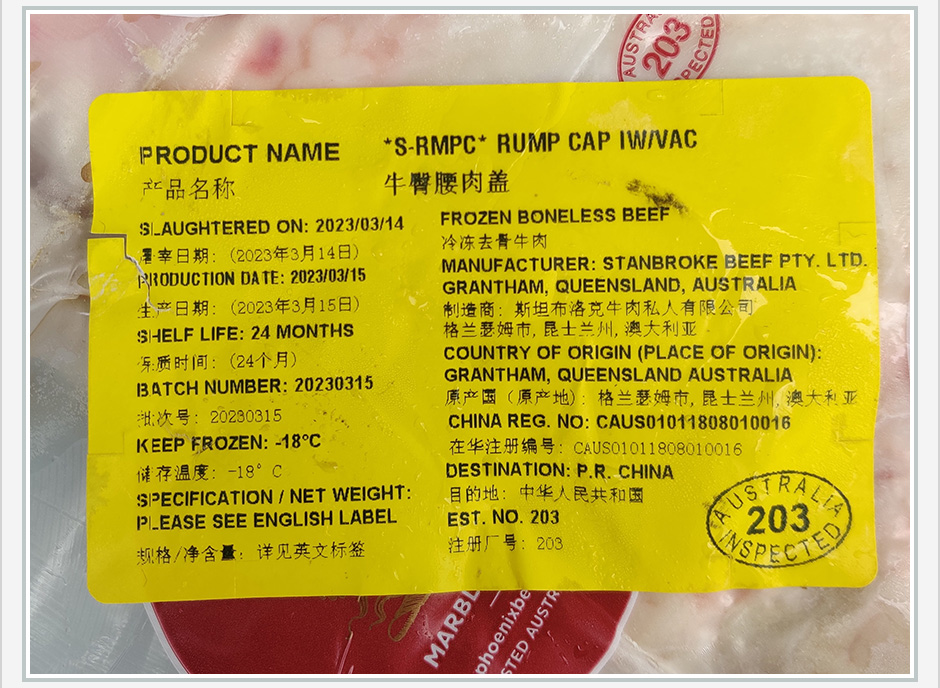 AUSTRALIA
203
INSPECTED
PRODUCT NAME *S-RMPC* RUMP CAP IW/VAC
产品名称 牛臀腰肉盖
SLAUGHTERED ON: 2023/03/14
屠宰日期: (2023年3月14日)
PRODUCTION DATE: 2023/03/15
生产日期: (2023年3月15日)
SHELF LIFE: 24 MONTHS
保质时间: (24个月)
BATCH NUMBER: 20230315
批次号: 20230315
KEEP FROZEN: -18°C
储存温度: -18° C
SPECIFICATION / NET WEIGHT:
PLEASE SEE ENGLISH LABEL
规格/净含量: 详见英文标签
FROZEN BONELESS BEEF
冷冻去骨牛肉
MANUFACTURER: STANBROKE BEEF PTY. LTD.
GRANTHAM, QUEENSLAND, AUSTRALIA
制造商: 斯坦布洛克牛肉私人有限公司
格兰瑟姆市, 昆士兰州, 澳大利亚
COUNTRY OF ORIGIN (PLACE OF ORIGIN):
GRANTHAM, QUEENSLAND AUSTRALIA
原产国 (原产地): 格兰瑟姆市, 昆士兰州, 澳大利亚
CHINA REG. NO: CAUS01011808010016
在华注册编号: CAUS01011808010016
DESTINATION: P.R. CHINA
目的地: 中华人民共和国
EST. NO. 203
注册厂号: 203
AUSTRALIA
203
INSPECTED